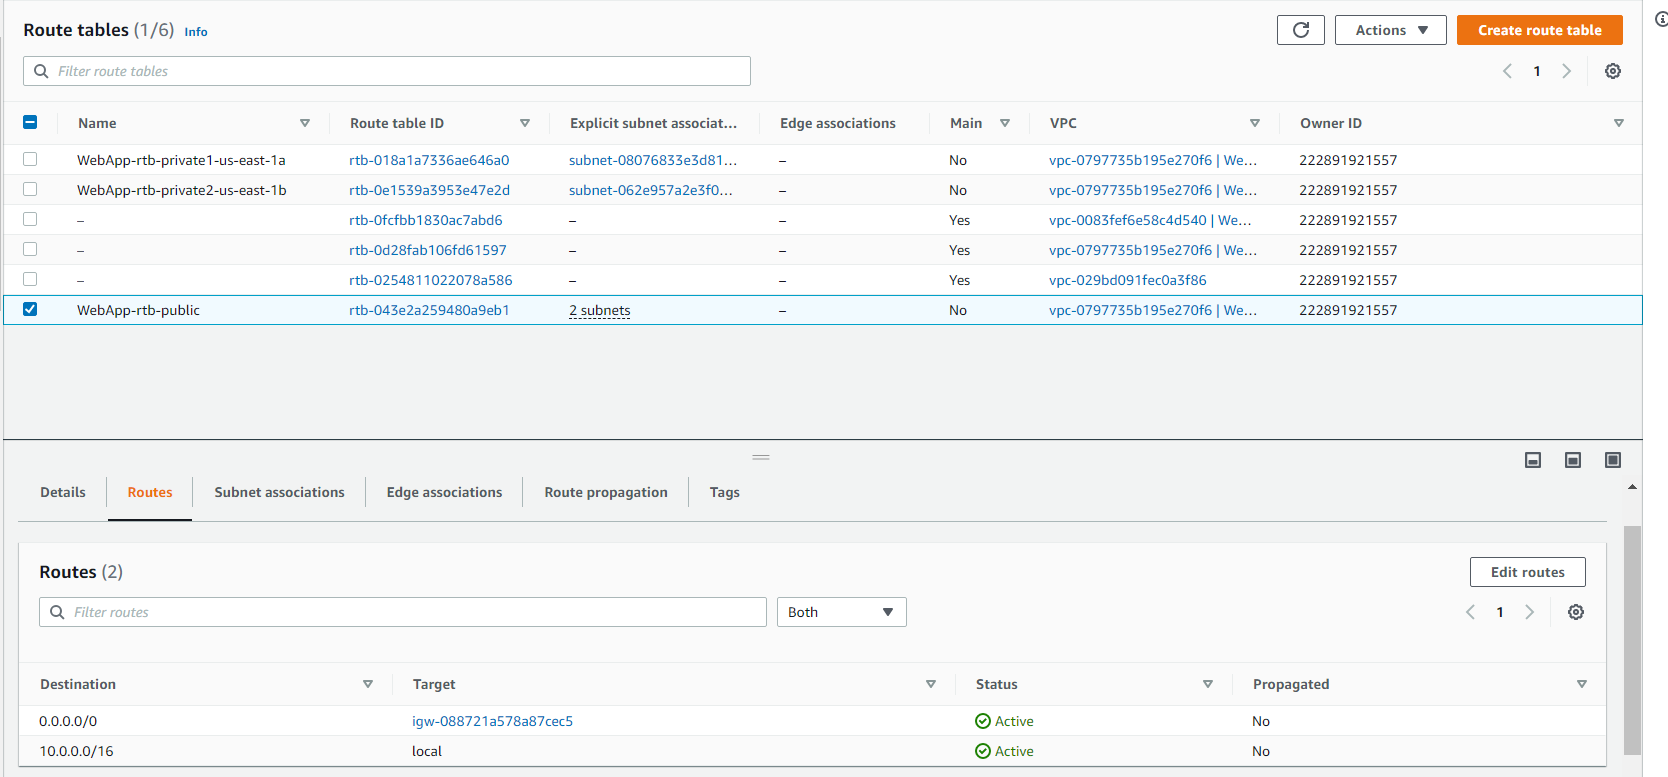 Route tables (1/6) Info
Actions
Create route table
Filter route tables
1
Name Route table ID Explicit subnet associat... Edge associations Main VPC Owner ID
WebApp-rtb-private1-us-east-1a rtb-018a1a7336ae646a0 subnet-08076833e3d81... – No vpc-0797735b195e270f6 | We... 222891921557
WebApp-rtb-private2-us-east-1b rtb-0e1539a3953e47e2d subnet-062e957a2e3f0... – No vpc-0797735b195e270f6 | We... 222891921557
– rtb-0fcfbb1830ac7abd6 – – Yes vpc-0083fef6e58c4d540 | We... 222891921557
– rtb-0d28fab106fd61597 – – Yes vpc-0797735b195e270f6 | We... 222891921557
– rtb-0254811022078a586 – – Yes vpc-029bd091fec0a3f86 222891921557
WebApp-rtb-public rtb-043e2a259480a9eb1 2 subnets – No vpc-0797735b195e270f6 | We... 222891921557
Details Routes Subnet associations Edge associations Route propagation Tags
Routes (2)
Edit routes
Filter routes
Both
1
Destination Target Status Propagated
0.0.0.0/0 igw-088721a578a87cec5 Active No
10.0.0.0/16 local Active No